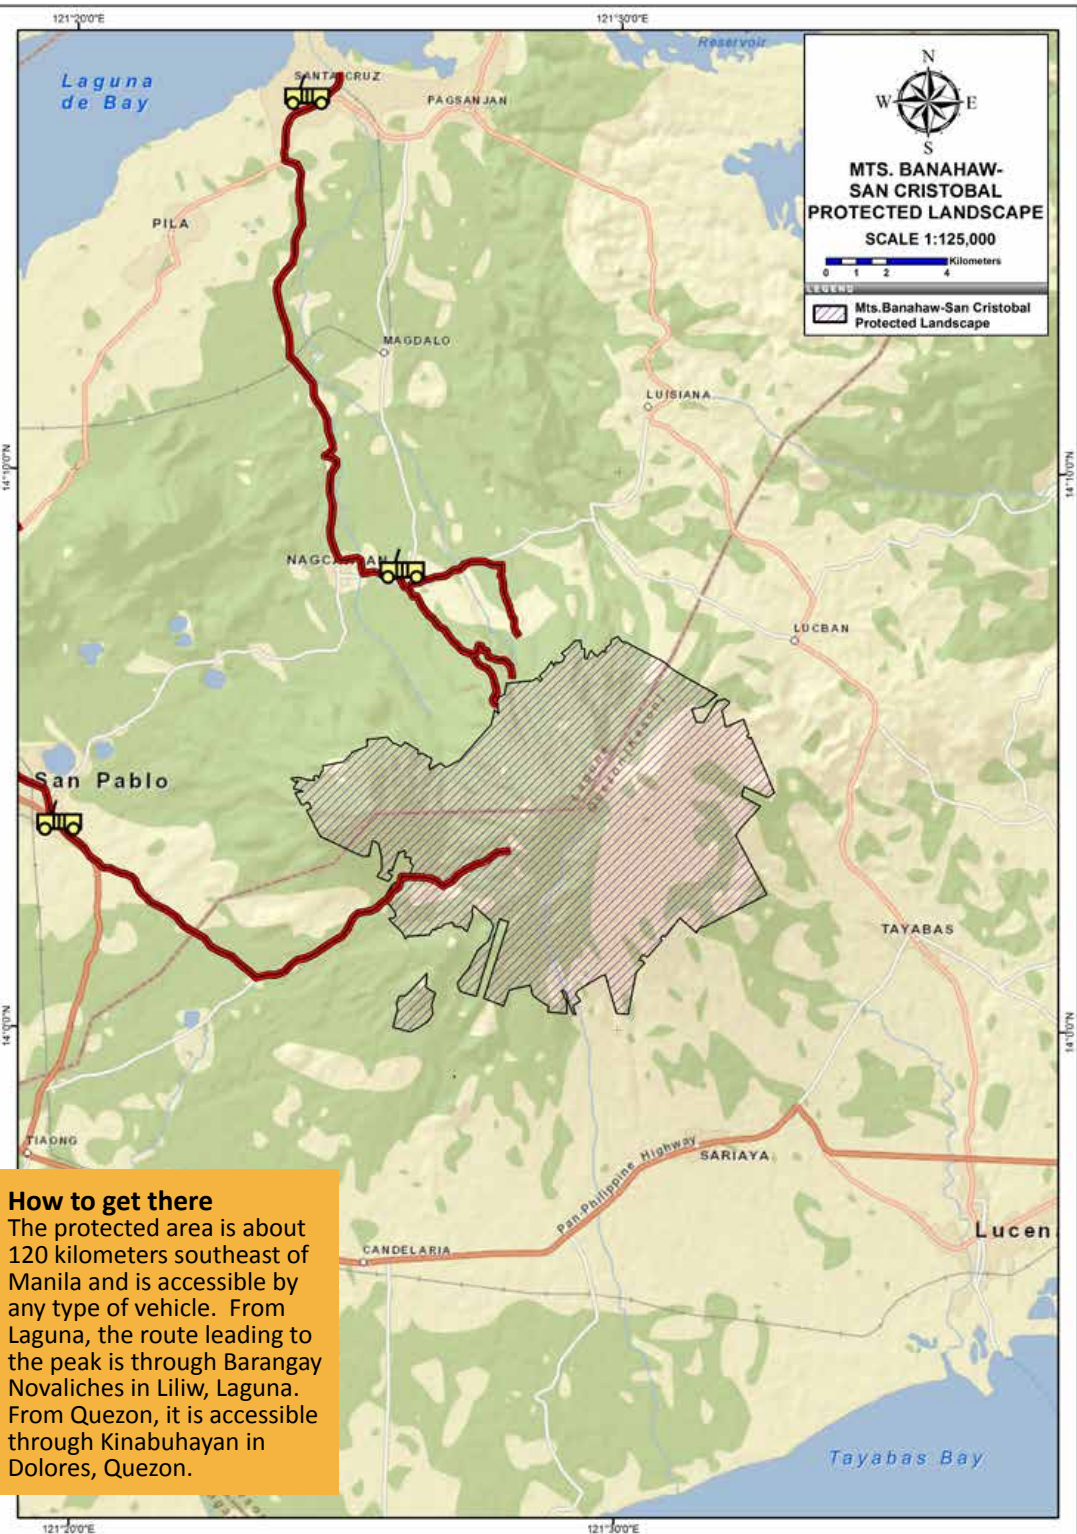 121°20'0"E
121°30'0"E
Laguna
de Bay
SANTA CRUZ
PAGSANJAN
Reservoir
N
W
E
S
MTS. BANAHAW-
SAN CRISTOBAL
PROTECTED LANDSCAPE
SCALE 1:125,000
Kilometers
0 1 2 4
LEGEND
Mts.Banahaw-San Cristobal
Protected Landscape
PILA
MAGDALO
LUISIANA
14°10'0"N
14°10'0"N
LUCBAN
San Pablo
Laguna
Quezon
TAYABAS
14°0'0"N
14°0'0"N
TIAONG
Pan-Philippine Highway
SARIAYA
Lucen
CANDELARIA
How to get there
The protected area is about
120 kilometers southeast of
Manila and is accessible by
any type of vehicle. From
Laguna, the route leading to
the peak is through Barangay
Novaliches in Liliw, Laguna.
From Quezon, it is accessible
through Kinabuhayan in
Dolores, Quezon.
Tayabas Bay
121°20'0"E
121°30'0"E